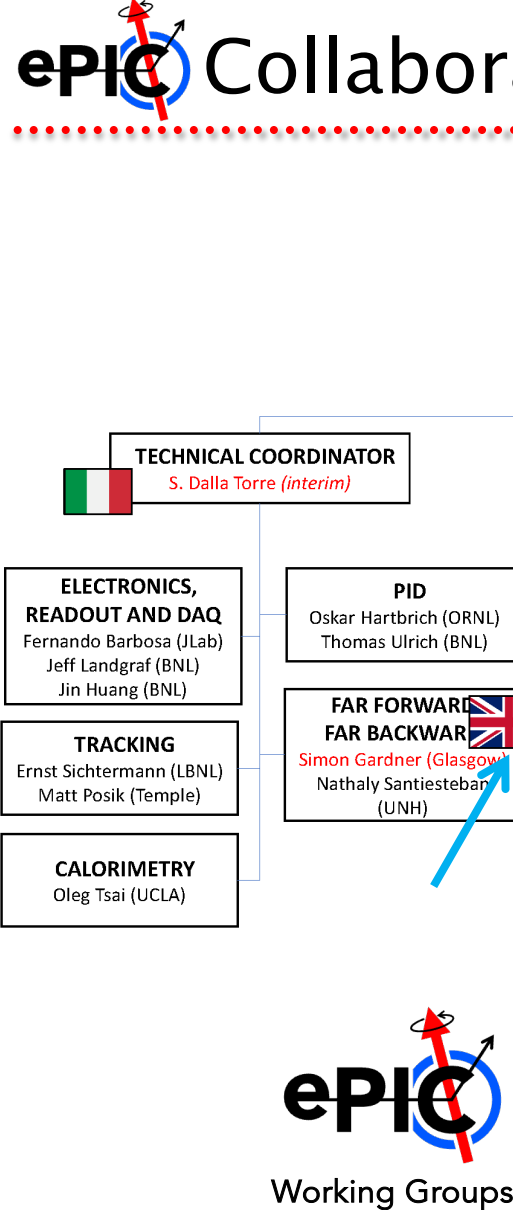 ePIC Collabora
TECHNICAL COORDINATOR
S. Dalla Torre (interim)
ELECTRONICS,
READOUT AND DAQ
Fernando Barbosa (JLab)
Jeff Landgraf (BNL)
Jin Huang (BNL)
PID
Oskar Hartbrich (ORNL)
Thomas Ulrich (BNL)
TRACKING
Ernst Sichtermann (LBNL)
Matt Posik (Temple)
FAR FORWARD
FAR BACKWAR
Simon Gardner (Glasgow)
Nathaly Santiesteban
(UNH)
CALORIMETRY
Oleg Tsai (UCLA)
ePIC
Working Groups